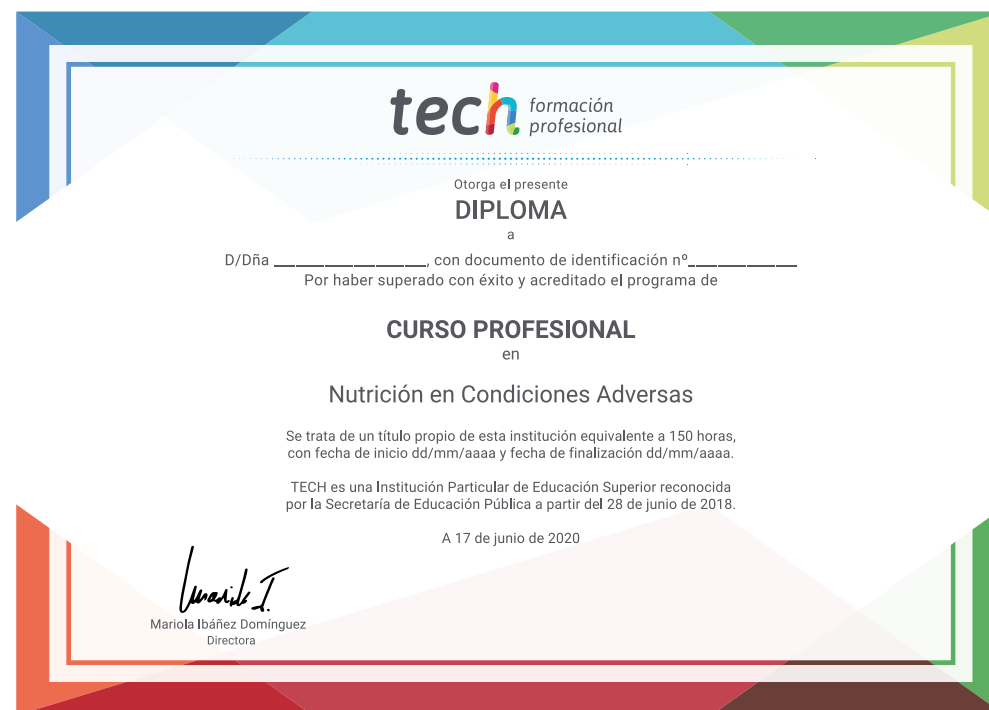 tech formación
profesional
Otorga el presente
DIPLOMA
a
D/Dña ____________________, con documento de identificación nº______________
Por haber superado con éxito y acreditado el programa de
CURSO PROFESIONAL
en
Nutrición en Condiciones Adversas
Se trata de un título propio de esta institución equivalente a 150 horas,
con fecha de inicio dd/mm/aaaa y fecha de finalización dd/mm/aaaa.
TECH es una Institución Particular de Educación Superior reconocida
por la Secretaría de Educación Pública a partir del 28 de junio de 2018.
A 17 de junio de 2020
Mariola Ibáñez Domínguez
Directora